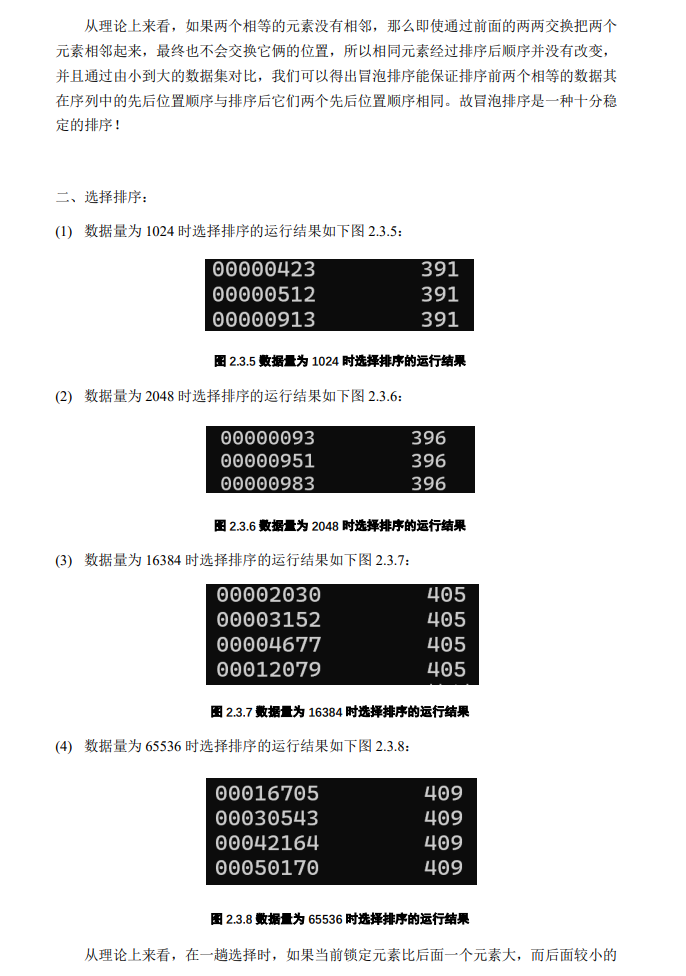 从理论上来看，如果两个相等的元素没有相邻，那么即使通过前面的两两交换把两个
元素相邻起来，最终也不会交换它俩的位置，所以相同元素经过排序后顺序并没有改变，
并且通过由小到大的数据集对比，我们可以得出冒泡排序能保证排序前两个相等的数据其
在序列中的先后位置顺序与排序后它们两个先后位置顺序相同。故冒泡排序是一种十分稳
定的排序！
二、选择排序：
(1) 数据量为 1024 时选择排序的运行结果如下图 2.3.5：
00000423 391
00000512 391
00000913 391
图 2.3.5 数据量为 1024 时选择排序的运行结果
(2) 数据量为 2048 时选择排序的运行结果如下图 2.3.6：
00000093 396
00000951 396
00000983 396
图 2.3.6 数据量为 2048 时选择排序的运行结果
(3) 数据量为 16384 时选择排序的运行结果如下图 2.3.7：
00002030 405
00003152 405
00004677 405
00012079 405
图 2.3.7 数据量为 16384 时选择排序的运行结果
(4) 数据量为 65536 时选择排序的运行结果如下图 2.3.8：
00016705 409
00030543 409
00042164 409
00050170 409
图 2.3.8 数据量为 65536 时选择排序的运行结果
从理论上来看，在一趟选择时，如果当前锁定元素比后面一个元素大，而后面较小的